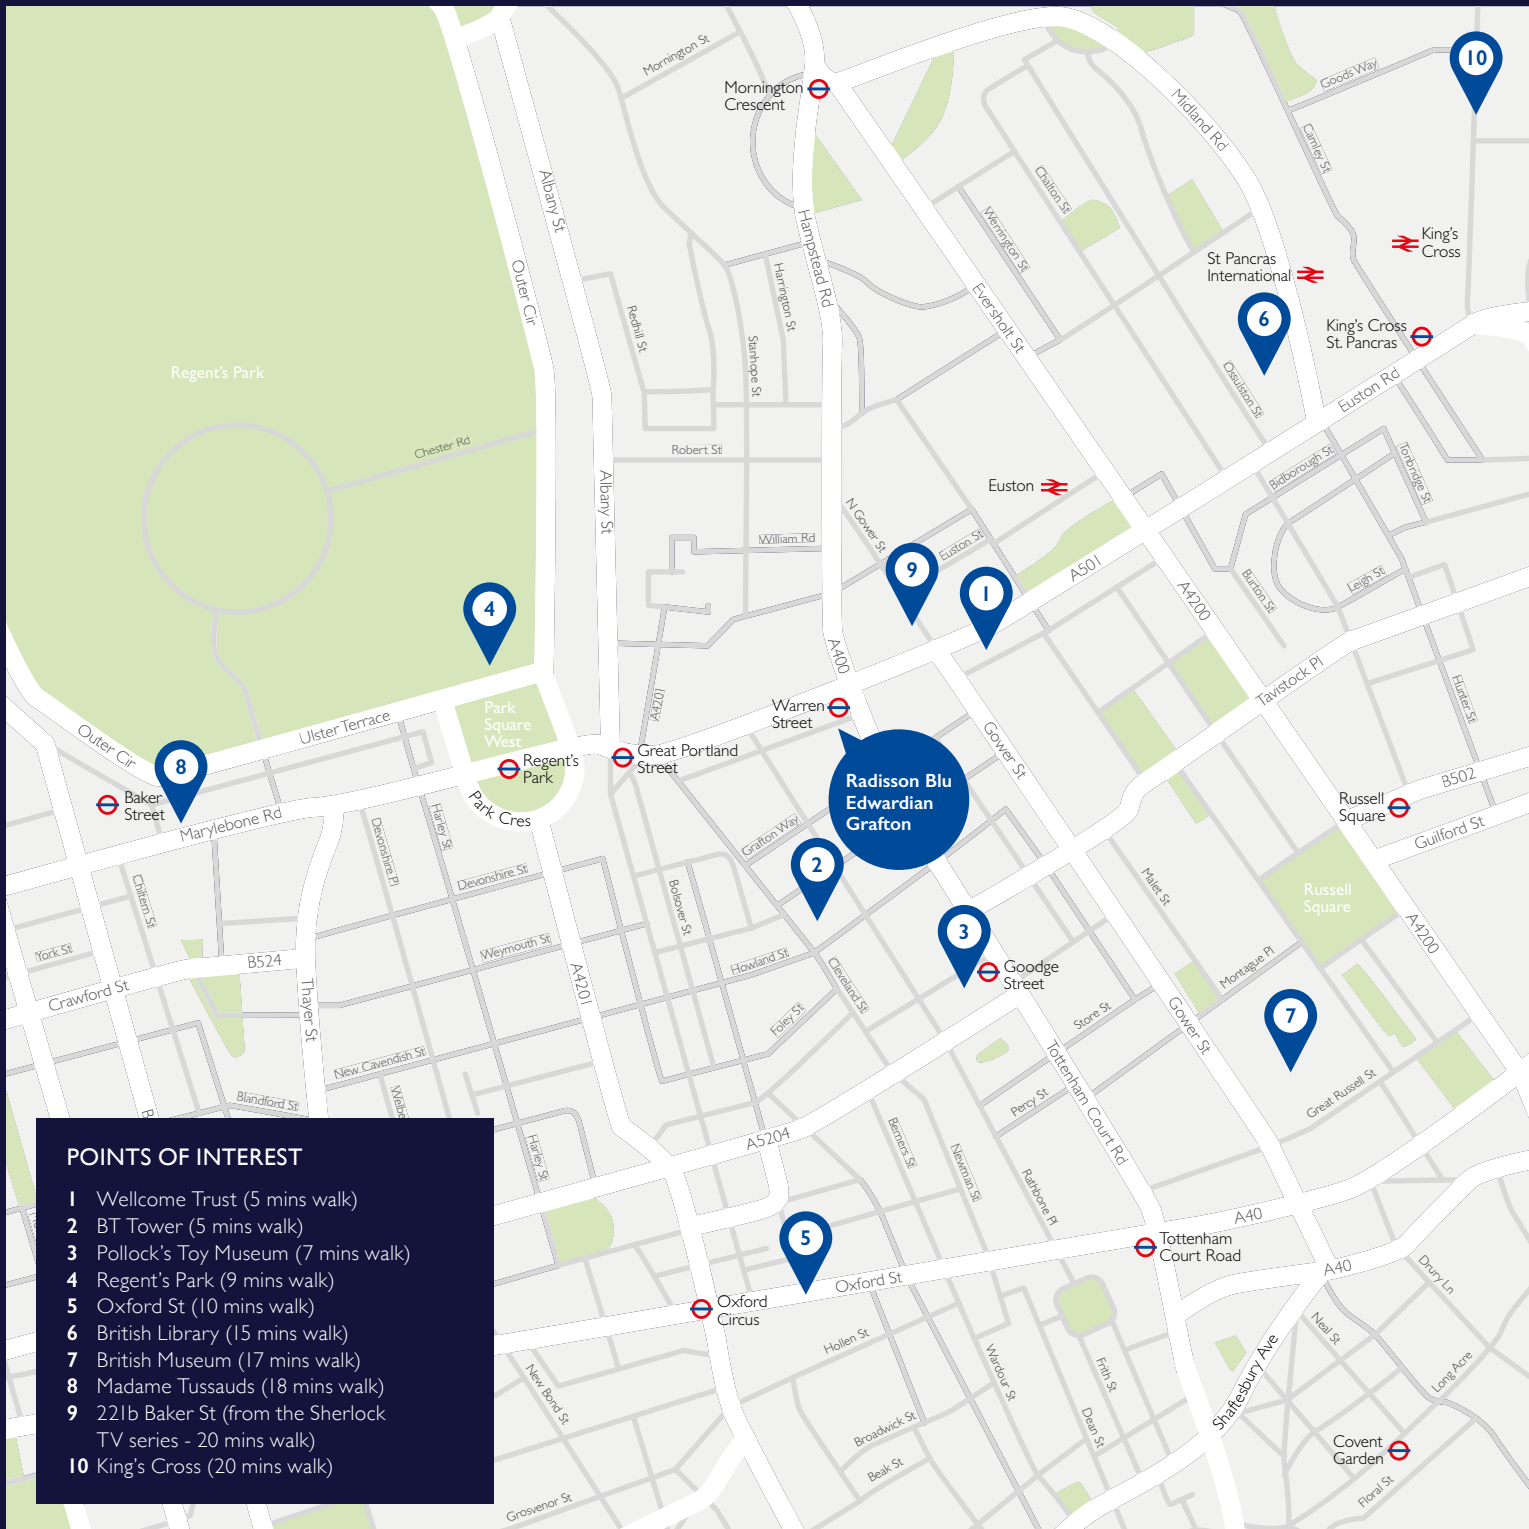 Mornington St
Mornington
Crescent
Goods Way
10
Midland Rd
Camley St
Albany St
Chalton St
Hampstead Rd
Werrington St
King's
Cross
St Pancras
International
Outer Cir
Harrington St
Eversholt St
6
Redhill St
Stanhope St
King's Cross
St. Pancras
Regent's Park
Ossulston St
Euston Rd
Chester Rd
Robert St
Bidborough St
Tonbridge St
Albany St
Euston
N Gower St
William Rd
Euston St
9
A501
1
A4200
Burton St
Leigh St
4
A400
Tavistock Pl
A4201
Hunter St
Park
Square
West
Warren
Street
Ulster Terrace
Outer Cir
Gower St
Great Portland
Street
8
Regent's
Park
Radisson Blu
Edwardian
Grafton
B502
Baker
Street
Russell
Square
Guilford St
Park Cres
Marylebone Rd
Harley St
Devonshire Pl
Grafton Way
2
Devonshire St
Chiltern St
Bolsover St
Malet St
Russell
Square
3
A4200
York St
Weymouth St
B524
Howland St
Goodge
Street
Montague Pl
A4201
Cleveland St
Crawford St
Thayer St
Foley St
Store St
Gower St
7
New Cavendish St
Tottenham Court Rd
Great Russell St
Blandford St
Welbe
B
Percy St
A5204
Berners St
Harley St
Newman St
Rathbone Pl
POINTS OF INTEREST
1 Wellcome Trust (5 mins walk)
2 BT Tower (5 mins walk)
3 Pollock's Toy Museum (7 mins walk)
4 Regent's Park (9 mins walk)
5 Oxford St (10 mins walk)
6 British Library (15 mins walk)
7 British Museum (17 mins walk)
8 Madame Tussauds (18 mins walk)
9 221b Baker St (from the Sherlock
TV series - 20 mins walk)
10 King's Cross (20 mins walk)
5
A40
Tottenham
Court Road
A40
Oxford St
Drury Ln
Oxford
Circus
Hollen St
Neal St
Wardour St
Frith St
Long Acre
New Bond St
Shaftesbury Ave
Broadwick St
Dean St
Covent
Garden
Beak St
Floral St
Grosvenor St